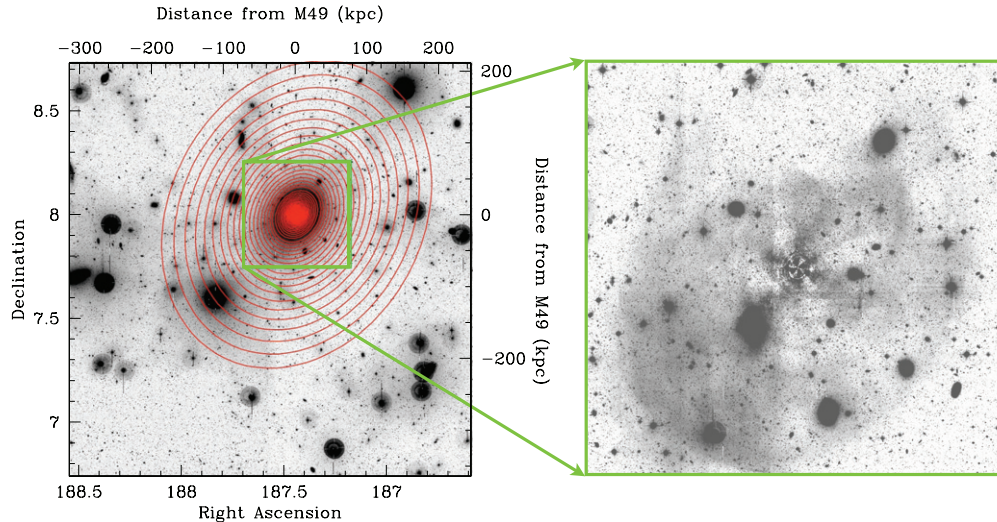 Distance from M49 (kpc)
−300 −200 −100 0 100 200
8.5
8
7.5
7
Declination
200
0
−200
Distance from M49 (kpc)
188.5 188 187.5 187
Right Ascension